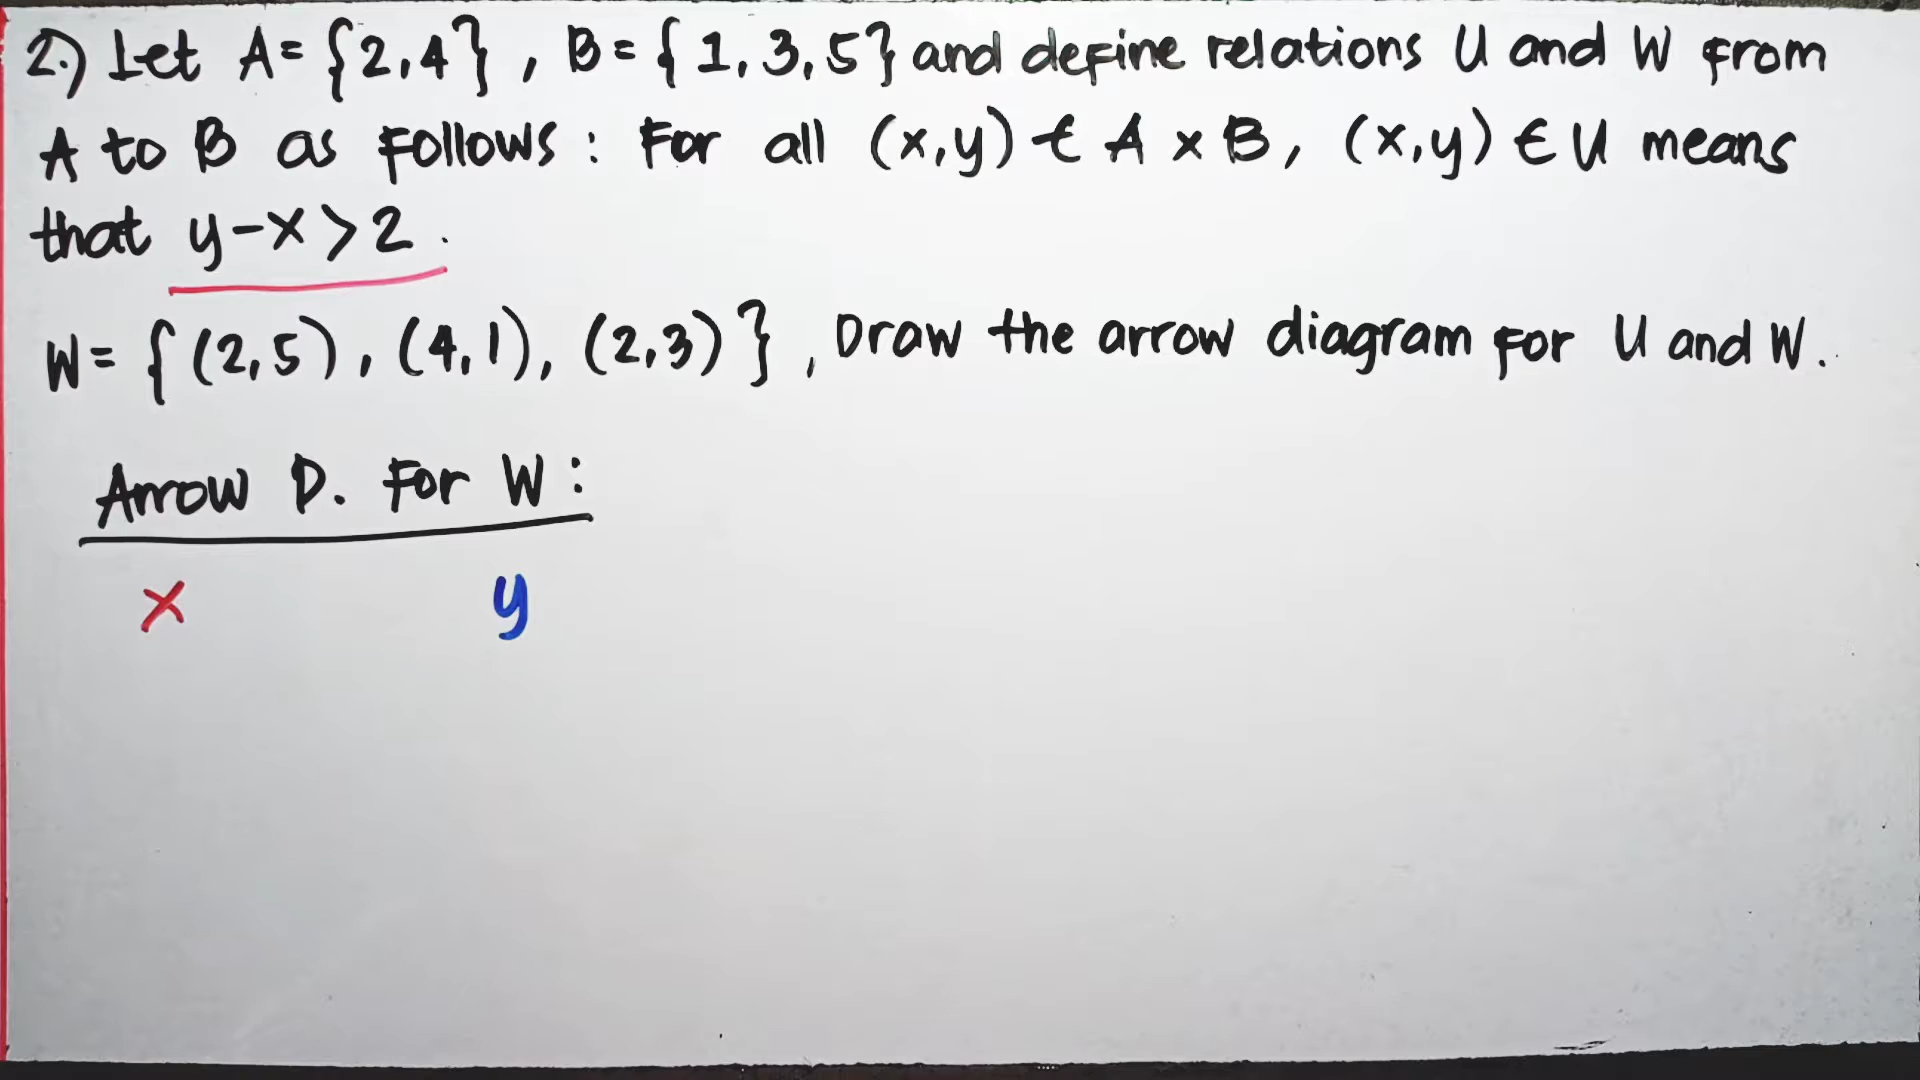 2.) Let A= {2,4} , B = { 1, 3, 5} and define relations U and W from
A to B as follows : For all (x,y) ∈ A x B, (x,y) ∈ U means
that y-x > 2 .
W= { (2,5) , (4,1), (2,3) } , Draw the arrow diagram for U and W.
Arrow D. For W :
x y